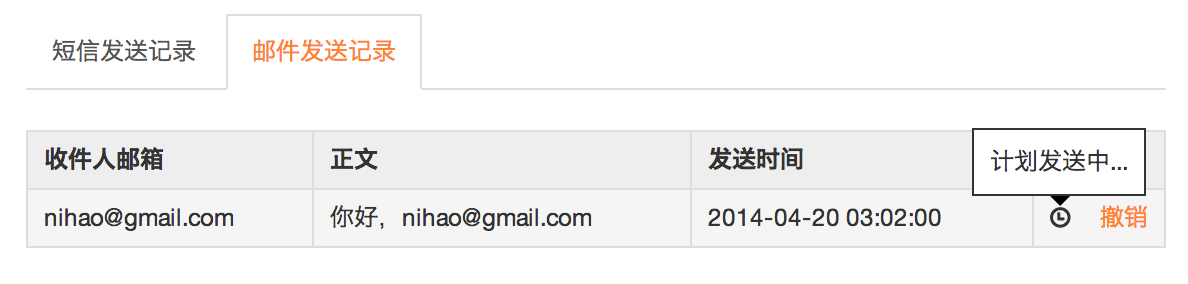 短信发送记录 邮件发送记录
收件人邮箱 正文 发送时间 计划发送中...
nihao@gmail.com 你好，nihao@gmail.com 2014-04-20 03:02:00 撤销